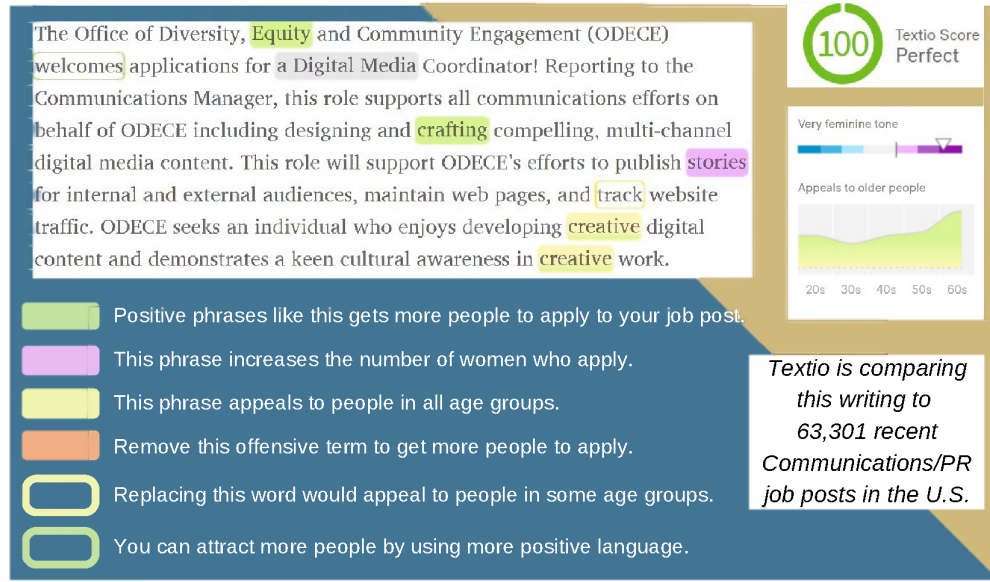 The Office of Diversity, Equity and Community Engagement (ODECE)
welcomes applications for a Digital Media Coordinator! Reporting to the
Communications Manager, this role supports all communications efforts on
behalf of ODECE including designing and crafting compelling, multi-channel
digital media content. This role will support ODECE's efforts to publish stories
for internal and external audiences, maintain web pages, and track website
traffic. ODECE seeks an individual who enjoys developing creative digital
content and demonstrates a keen cultural awareness in creative work.
100
Textio Score
Perfect
Very feminine tone
Appeals to older people
20s 30s 40s 50s 60s
Positive phrases like this gets more people to apply to your job post.
This phrase increases the number of women who apply.
This phrase appeals to people in all age groups.
Remove this offensive term to get more people to apply.
Replacing this word would appeal to people in some age groups.
You can attract more people by using more positive language.
Textio is comparing
this writing to
63,301 recent
Communications/PR
job posts in the U.S.